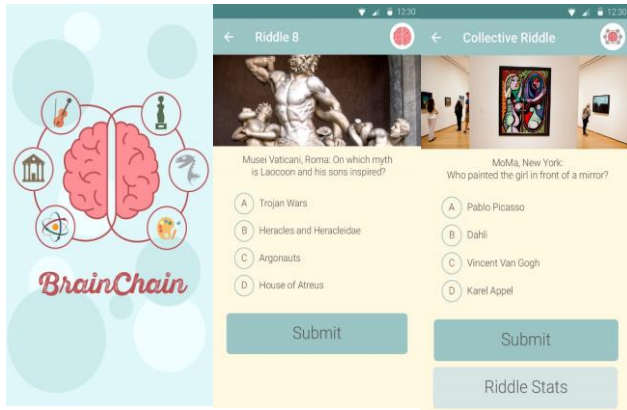 BrainChain
12:30
Riddle 8
Musei Vaticani, Roma: On which myth
is Laocoon and his sons inspired?
A Trojan Wars
B Heracles and Heracleidae
C Argonauts
D House of Atreus
Submit
12:30
Collective Riddle
MoMa, New York:
Who painted the girl in front of a mirror?
A Pablo Picasso
B Dahli
C Vincent Van Gogh
D Karel Appel
Submit
Riddle Stats